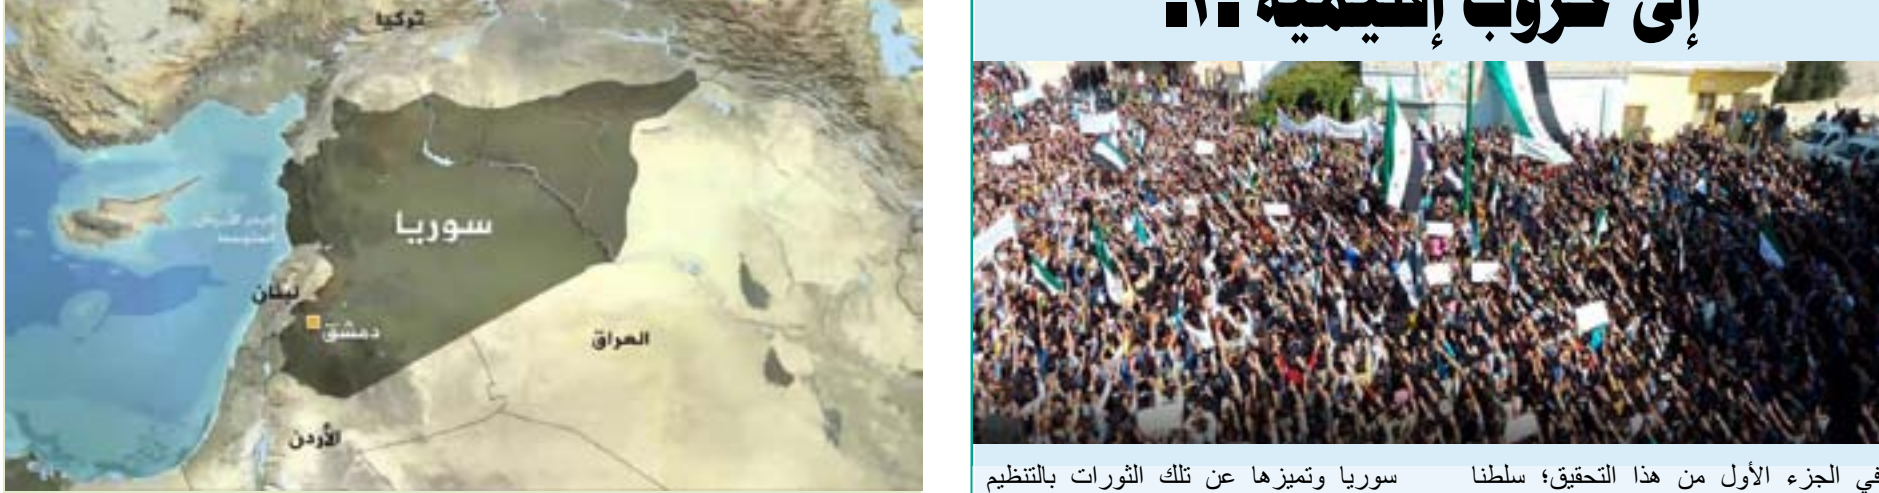 إلى حروب إقليمية
في الجزء الأول من هذا التحقيق؛ سلطنا
سوريا وتميزها عن تلك الثورات بالتنظيم
تركيا
سوريا
لبنان
دمشق
العراق
الأردن